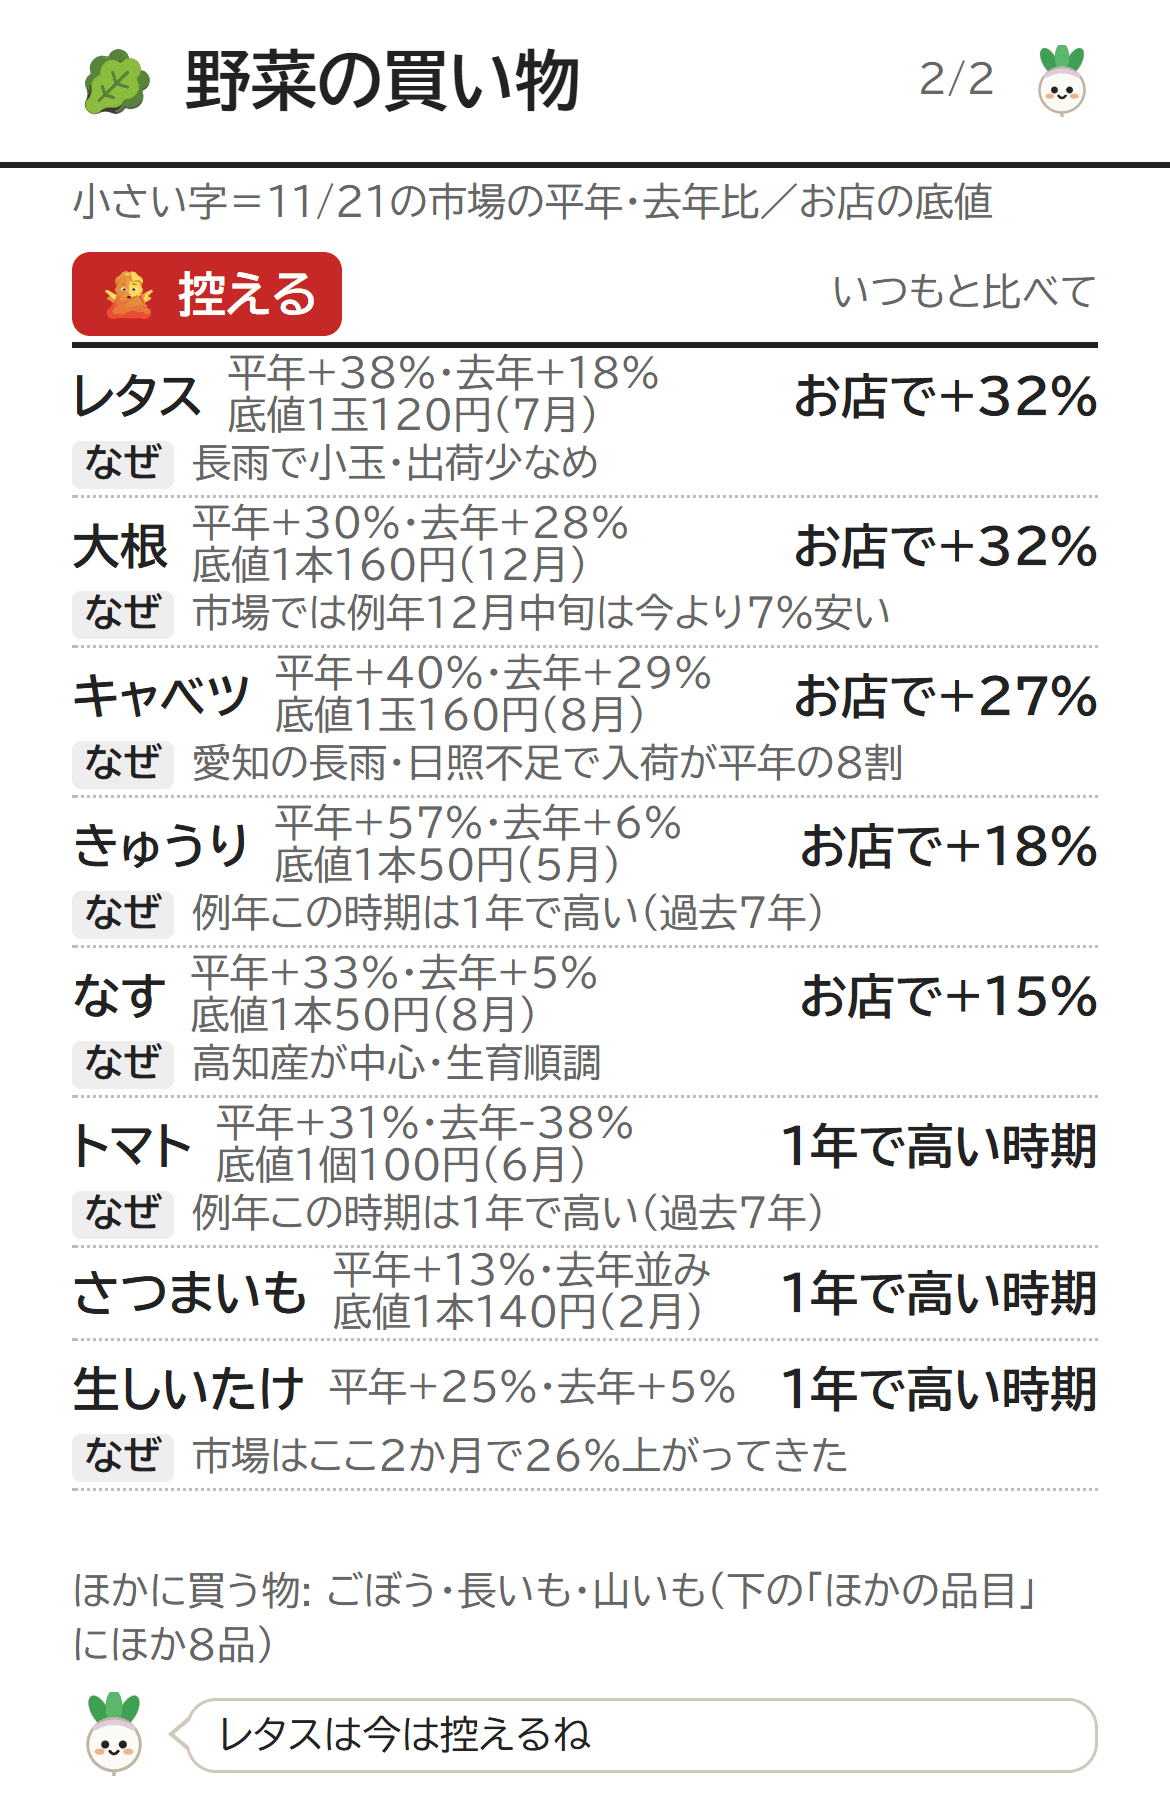 野菜の買い物
2/2
小さい字=11/21の市場の平年・去年比／お店の底値
控える
いつもと比べて
レタス 平年+38%・去年+18% お店で+32%
底値1玉120円(7月)
なぜ 長雨で小玉・出荷少なめ
大根 平年+30%・去年+28% お店で+32%
底値1本160円(12月)
なぜ 市場では例年12月中旬は今より7%安い
キャベツ 平年+40%・去年+29% お店で+27%
底値1玉160円(8月)
なぜ 愛知の長雨・日照不足で入荷が平年の8割
きゅうり 平年+57%・去年+6% お店で+18%
底値1本50円(5月)
なぜ 例年この時期は1年で高い(過去7年)
なす 平年+33%・去年+5% お店で+15%
底値1本50円(8月)
なぜ 高知産が中心・生育順調
トマト 平年+31%・去年-38% 1年で高い時期
底値1個100円(6月)
なぜ 例年この時期は1年で高い(過去7年)
さつまいも 平年+13%・去年並み 1年で高い時期
底値1本140円(2月)
生しいたけ 平年+25%・去年+5% 1年で高い時期
なぜ 市場はここ2か月で26%上がってきた
ほかに買う物: ごぼう・長いも・山いも(下の「ほかの品目」
にほか8品)
レタスは今は控えるね